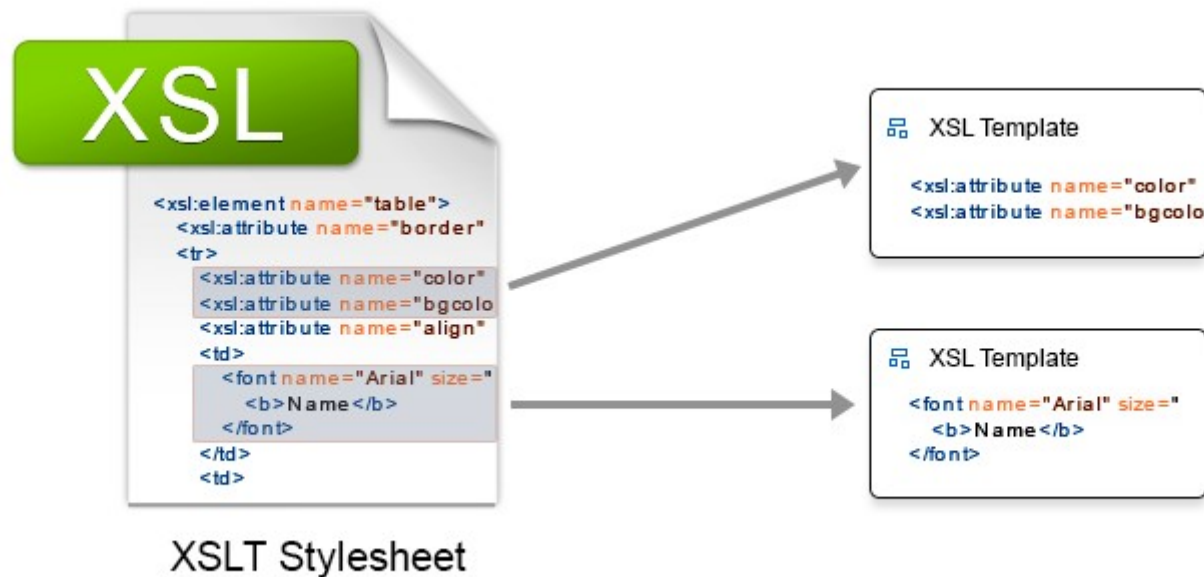 XSL
<xsl:element name="table">
<xsl:attribute name="border"
<tr>
<xsl:attribute name="color"
<xsl:attribute name="bgcolo
<xsl:attribute name="align"
<td>
<font name="Arial" size="
<b>Name</b>
</font>
</td>
<td>
XSLT Stylesheet
XSL Template
<xsl:attribute name="color"
<xsl:attribute name="bgcolo
XSL Template
<font name="Arial" size="
<b>Name</b>
</font>